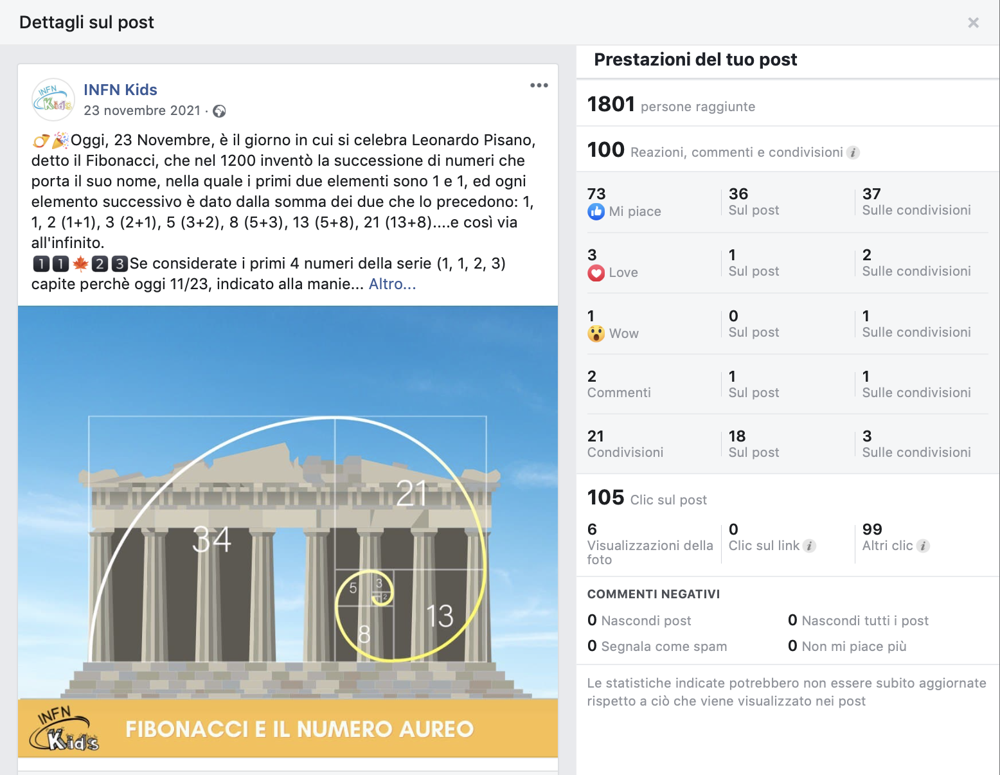 Dettagli sul post
×
INFN
Kids
INFN Kids
23 novembre 2021 ·
📯🎉Oggi, 23 Novembre, è il giorno in cui si celebra Leonardo Pisano,
detto il Fibonacci, che nel 1200 inventò la successione di numeri che
porta il suo nome, nella quale i primi due elementi sono 1 e 1, ed ogni
elemento successivo è dato dalla somma dei due che lo precedono: 1,
1, 2 (1+1), 3 (2+1), 5 (3+2), 8 (5+3), 13 (5+8), 21 (13+8)....e così via
all'infinito.
1️⃣1️⃣🍁2️⃣3️⃣Se considerate i primi 4 numeri della serie (1, 1, 2, 3)
capite perchè oggi 11/23, indicato alla manie... Altro...
21
34
5
3
2
13
8
INFN
Kids
FIBONACCI E IL NUMERO AUREO
Prestazioni del tuo post
1801 persone raggiunte
100 Reazioni, commenti e condivisioni i
73
Mi piace
36
Sul post
37
Sulle condivisioni
3
Love
1
Sul post
2
Sulle condivisioni
1
Wow
0
Sul post
1
Sulle condivisioni
2
Commenti
1
Sul post
1
Sulle condivisioni
21
Condivisioni
18
Sul post
3
Sulle condivisioni
105 Clic sul post
6
Visualizzazioni della
foto
0
Clic sul link i
99
Altri clic i
COMMENTI NEGATIVI
0 Nascondi post
0 Nascondi tutti i post
0 Segnala come spam
0 Non mi piace più
Le statistiche indicate potrebbero non essere subito aggiornate
rispetto a ciò che viene visualizzato nei post